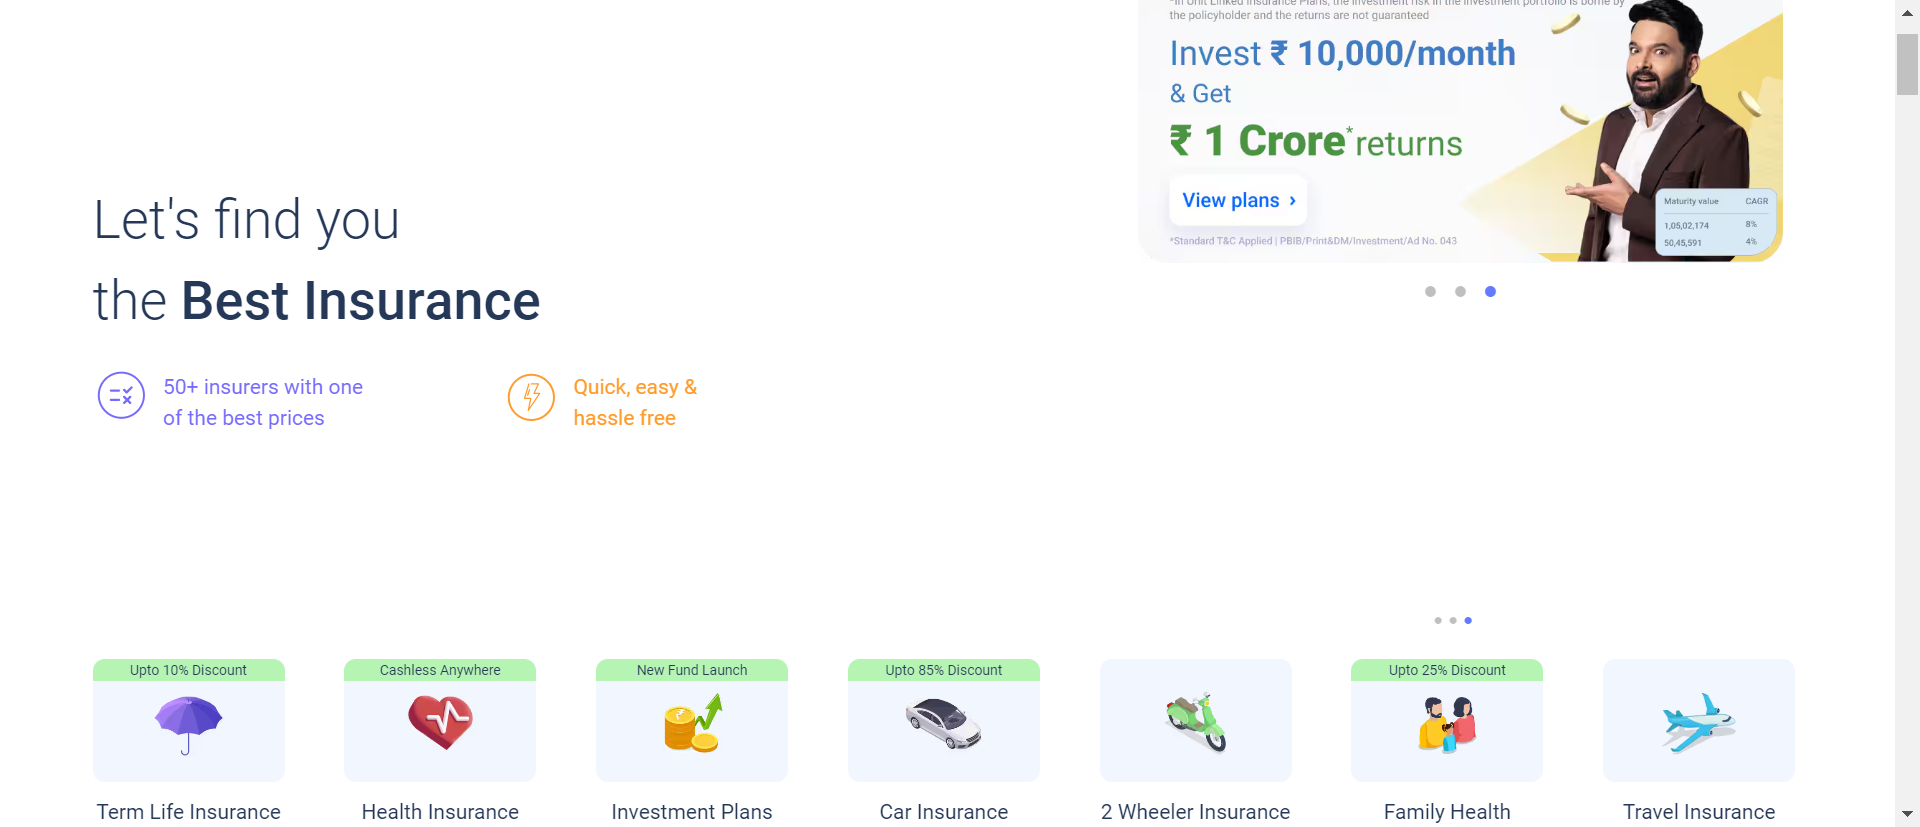 *In Unit Linked Insurance Plans, the investment risk in the investment portfolio is borne by
the policyholder and the returns are not guaranteed
Invest ₹ 10,000/month
& Get
₹ 1 Crore* returns
View plans ›
*Standard T&C Applied | PBIB/Print&DM/Investment/Ad No. 043
Maturity value CAGR
1,05,02,174 8%
50,45,591 4%
Let's find you
the Best Insurance
50+ insurers with one
of the best prices
Quick, easy &
hassle free
Upto 10% Discount
Cashless Anywhere
New Fund Launch
Upto 85% Discount
Upto 25% Discount
Term Life Insurance
Health Insurance
Investment Plans
Car Insurance
2 Wheeler Insurance
Family Health
Travel Insurance